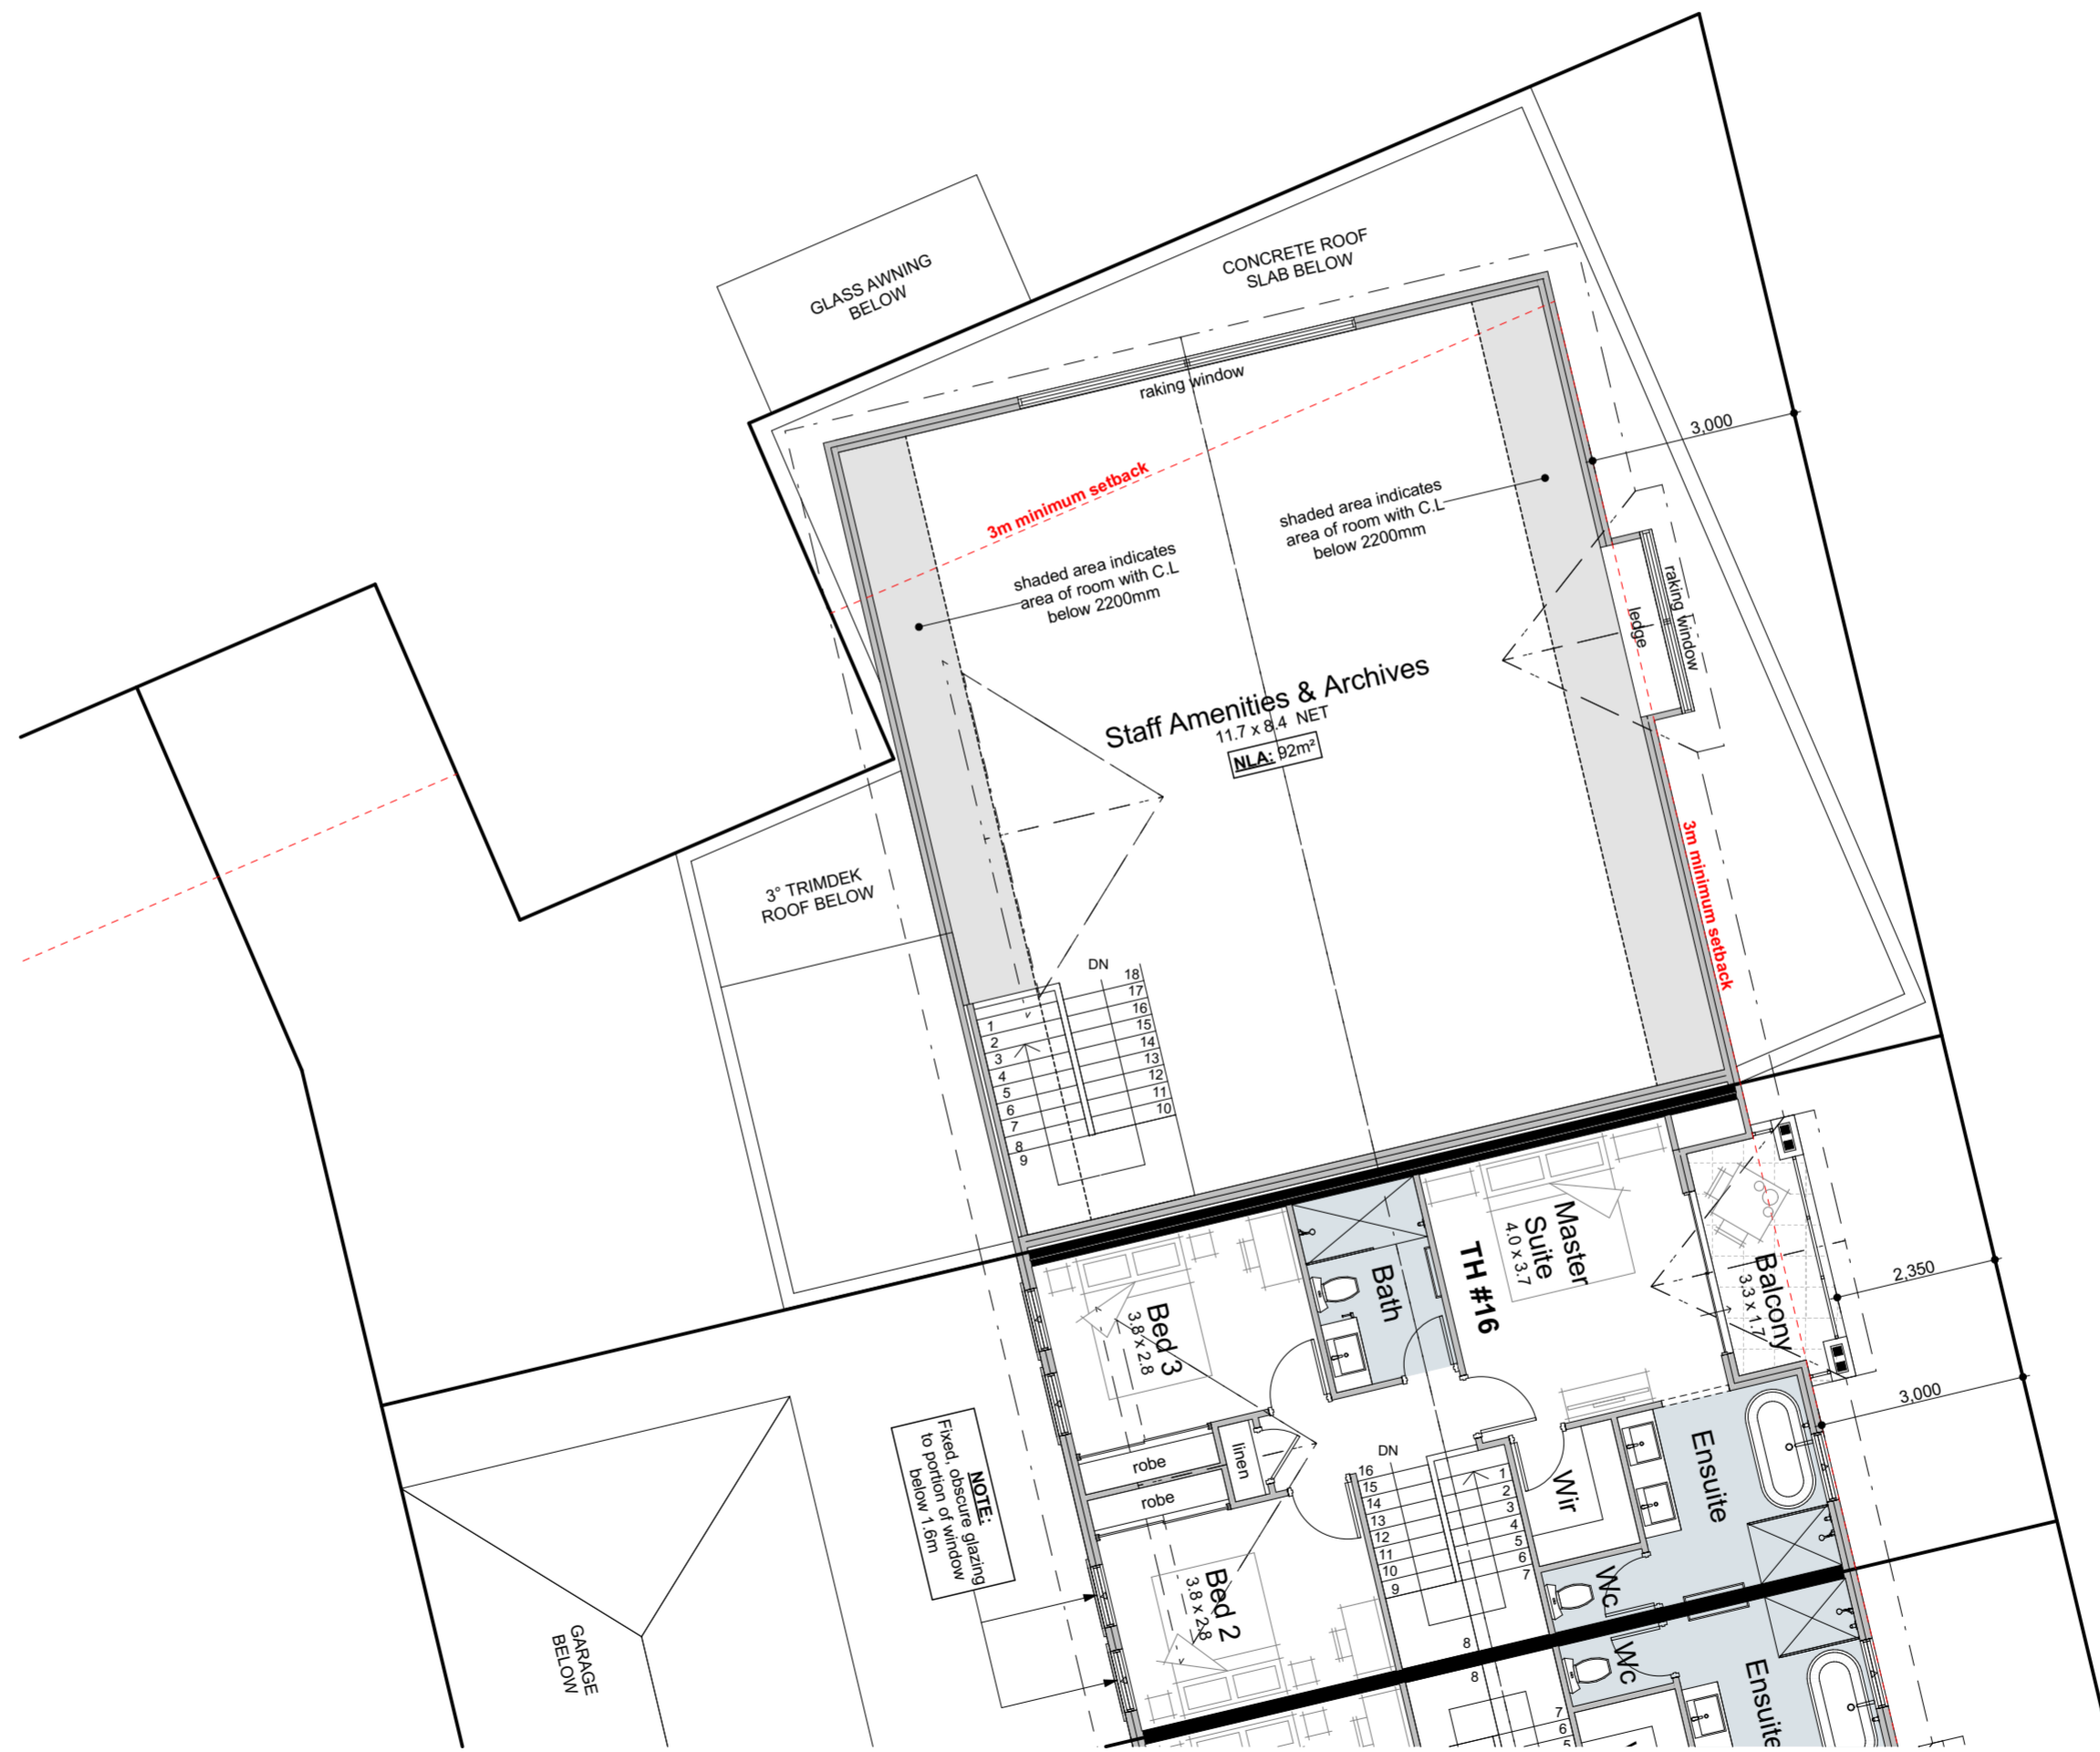 GLASS AWNING
BELOW
CONCRETE ROOF
SLAB BELOW
raking window
3,000
3m minimum setback
shaded area indicates
area of room with C.L
below 2200mm
shaded area indicates
area of room with C.L
below 2200mm
raking window
ledge
Staff Amenities & Archives
11.7 x 8.4 NET
NLA: 92m²
3m minimum setback
3° TRIMDEK
ROOF BELOW
DN
18
17
16
15
14
13
12
11
10
1
2
3
4
5
6
7
8
9
Master
Suite
4.0 x 3.7
TH #16
Bath
Bed 3
3.8 x 2.8
Balcony
3.3 x 1.7
2,350
3,000
NOTE:
Fixed, obscure glazing
to portion of window
below 1.6m
robe
robe
linen
DN
16
15
14
13
12
11
10
9
1
2
3
4
5
6
7
8
Wir
Ensuite
Wc
Bed 2
3.8 x 2.8
GARAGE
BELOW
8
Wc
Ensuite
7
6
5